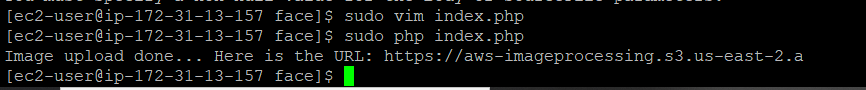 [ec2-user@ip-172-31-13-157 face]$ sudo vim index.php
[ec2-user@ip-172-31-13-157 face]$ sudo php index.php
Image upload done... Here is the URL: https://aws-imageprocessing.s3.us-east-2.a
[ec2-user@ip-172-31-13-157 face]$